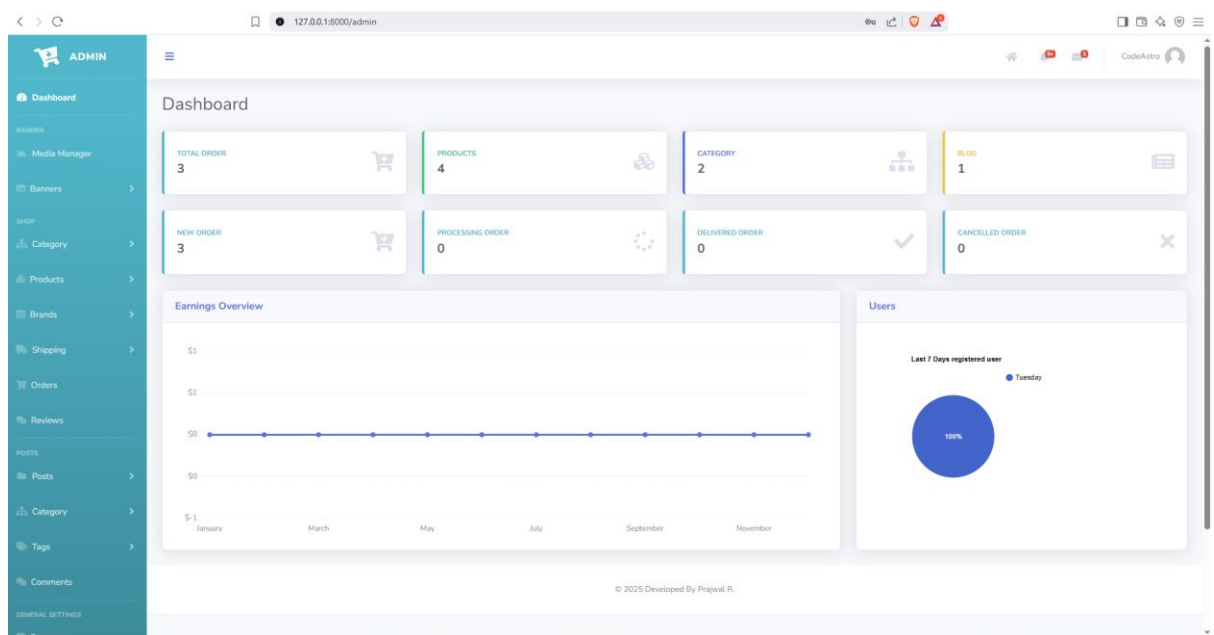 127.0.0.1:8000/admin
ADMIN
CodeAstro
Dashboard
BANNER
Media Manager
Banners
SHOP
Category
Products
Brands
Shipping
Orders
Reviews
POSTS
Posts
Category
Tags
Comments
GENERAL SETTINGS
Dashboard
TOTAL ORDER
3
PRODUCTS
4
CATEGORY
2
BLOG
1
NEW ORDER
3
PROCESSING ORDER
0
DELIVERED ORDER
0
CANCELLED ORDER
0
Earnings Overview
$1
$1
$0
$0
$-1
January March May July September November
Users
Last 7 Days registered user
Tuesday
100%
© 2025 Developed By Prajwal R.